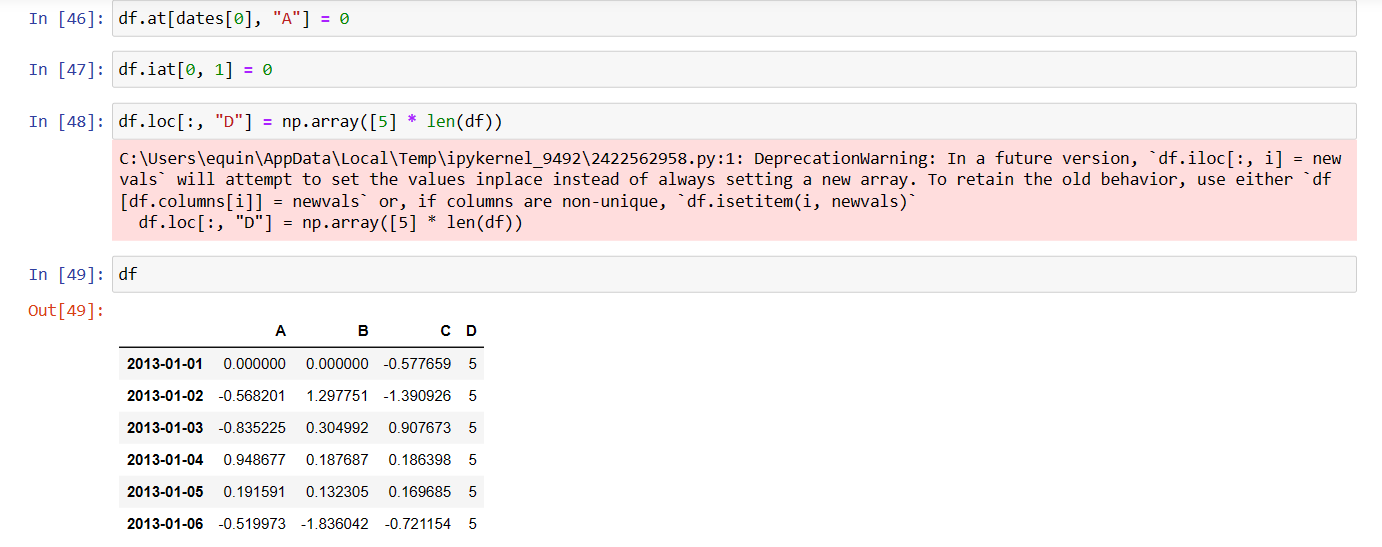 In [46]: df.at[dates[0], "A"] = 0
In [47]: df.iat[0, 1] = 0
In [48]: df.loc[:, "D"] = np.array([5] * len(df))
C:\Users\equin\AppData\Local\Temp\ipykernel_9492\2422562958.py:1: DeprecationWarning: In a future version, `df.iloc[:, i] = new
vals` will attempt to set the values inplace instead of always setting a new array. To retain the old behavior, use either `df
[df.columns[i]] = newvals` or, if columns are non-unique, `df.isetitem(i, newvals)`
  df.loc[:, "D"] = np.array([5] * len(df))
In [49]: df
Out[49]:
A B C D
2013-01-01 0.000000 0.000000 -0.577659 5
2013-01-02 -0.568201 1.297751 -1.390926 5
2013-01-03 -0.835225 0.304992 0.907673 5
2013-01-04 0.948677 0.187687 0.186398 5
2013-01-05 0.191591 0.132305 0.169685 5
2013-01-06 -0.519973 -1.836042 -0.721154 5